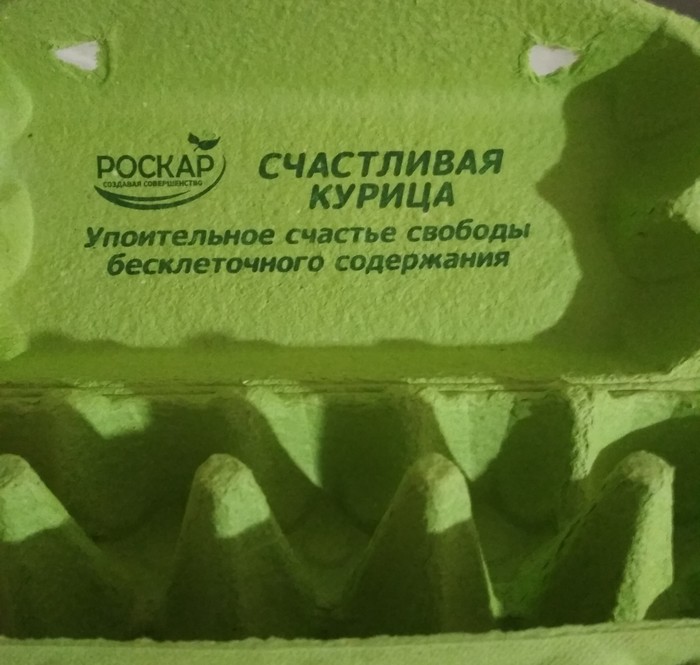 РОСКАР
СОЗДАВАЯ СОВЕРШЕНСТВО
СЧАСТЛИВАЯ
КУРИЦА
Упоительное счастье свободы
бесклеточного содержания